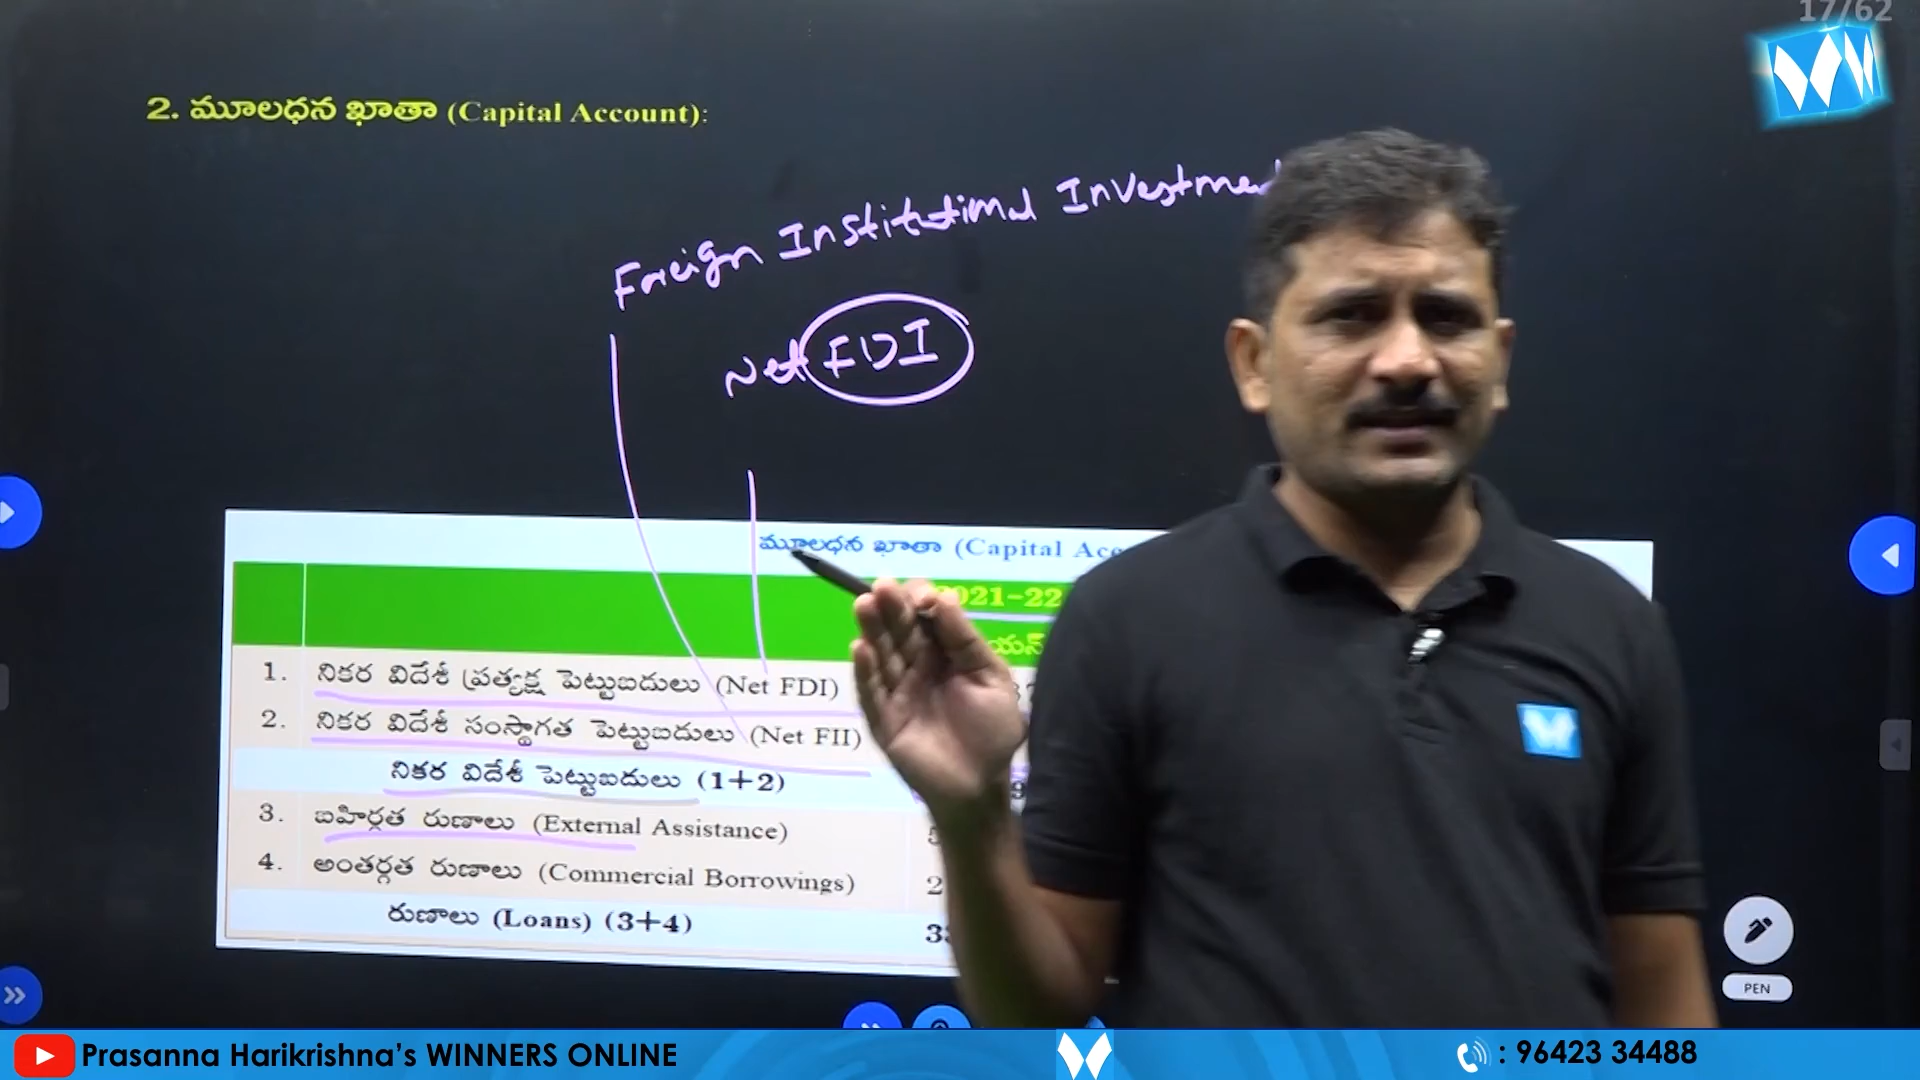 17/62
2. మూలధన ఖాతా (Capital Account):
Foreign Institutional
Net FDI
మూలధన ఖాతా (Capital
2021-22
1. నికర విదేశీ ప్రత్యక్ష పెట్టుబడులు (Net FDI)
2. నికర విదేశీ సంస్థాగత పెట్టుబడులు (Net FII)
నికర విదేశీ పెట్టుబడులు (1+2)
3. బహిర్గత రుణాలు (External Assistance)
4. అంతర్గత రుణాలు (Commercial Borrowings)
రుణాలు (Loans) (3+4)
PEN
Prasanna Harikrishna's WINNERS ONLINE
: 96423 34488